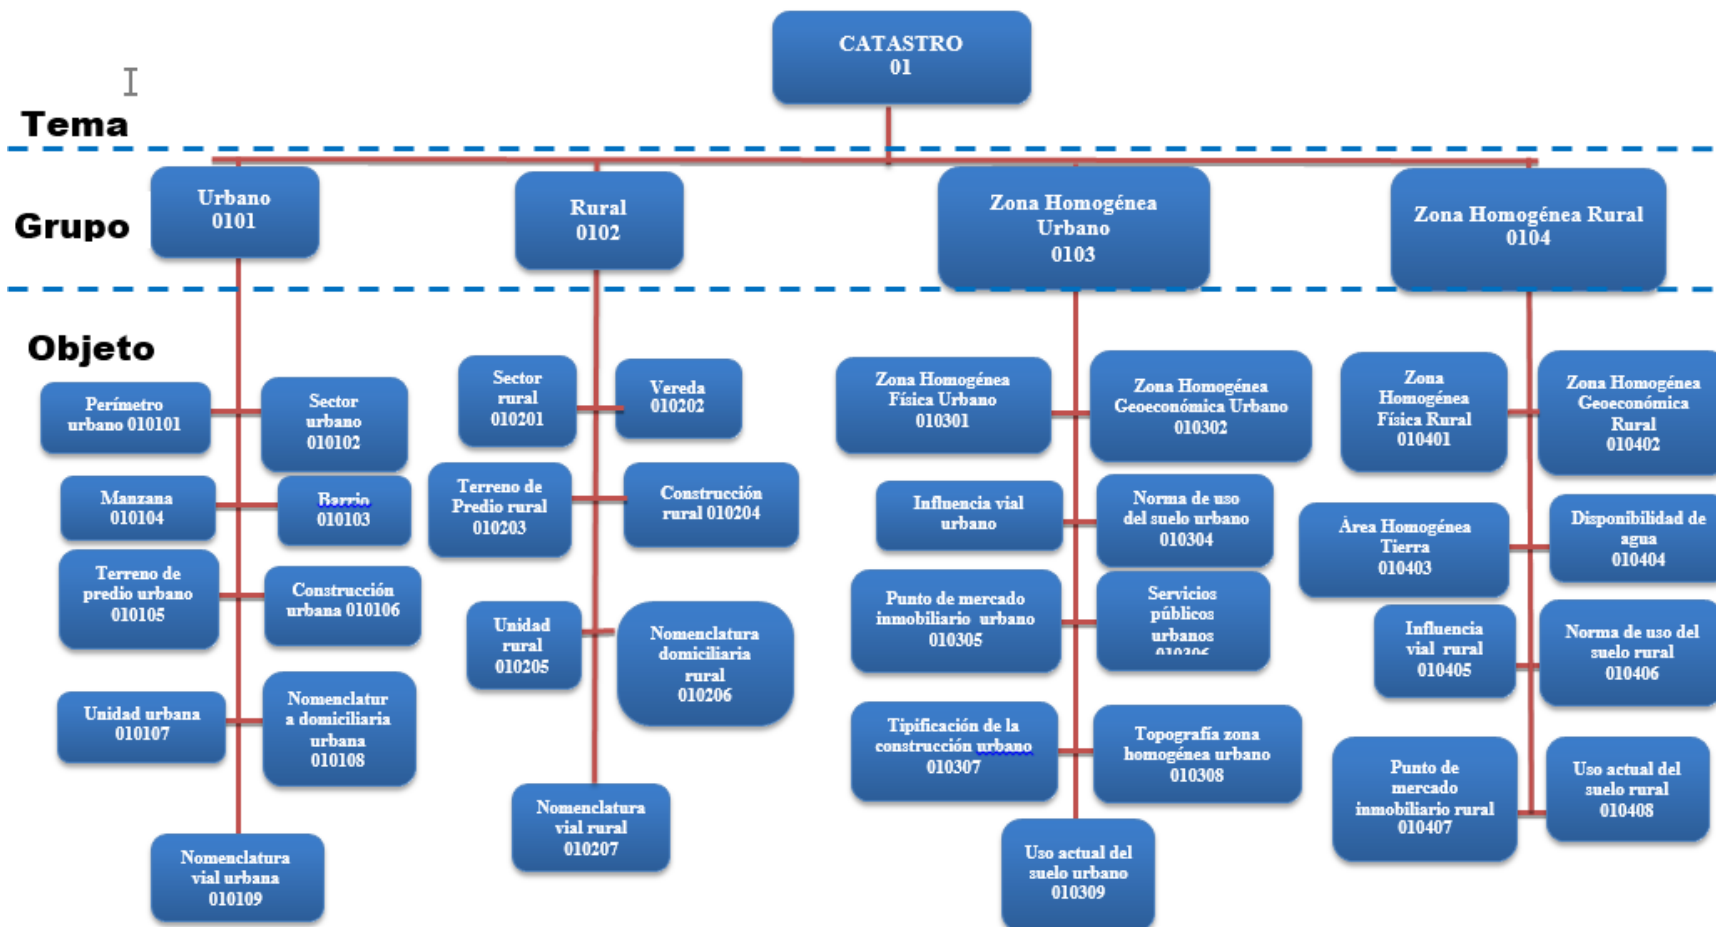 CATASTRO
01
Tema
Grupo
Urbano
0101
Rural
0102
Zona Homogénea
Urbano
0103
Zona Homogénea Rural
0104
Objeto
Perímetro
urbano 010101
Sector
urbano
010102
Manzana
010104
Barrio
010103
Terreno de
predio urbano
010105
Construcción
urbana 010106
Unidad urbana
010107
Nomenclatur
a domiciliaria
urbana
010108
Nomenclatura
vial urbana
010109
Sector
rural
010201
Vereda
010202
Terreno de
Predio rural
010203
Construcción
rural 010204
Unidad
rural
010205
Nomenclatura
domiciliaria
rural
010206
Nomenclatura
vial rural
010207
Zona Homogénea
Física Urbano
010301
Zona Homogénea
Geoeconómica Urbano
010302
Influencia vial
urbano
Norma de uso
del suelo urbano
010304
Punto de mercado
inmobiliario urbano
010305
Servicios
públicos
urbanos
010306
Tipificación de la
construcción urbano
010307
Topografía zona
homogénea urbano
010308
Uso actual del
suelo urbano
010309
Zona
Homogénea
Física Rural
010401
Zona Homogénea
Geoeconómica
Rural
010402
Área Homogénea
Tierra
010403
Disponibilidad de
agua
010404
Influencia
vial rural
010405
Norma de uso del
suelo rural
010406
Punto de
mercado
inmobiliario rural
010407
Uso actual del
suelo rural
010408